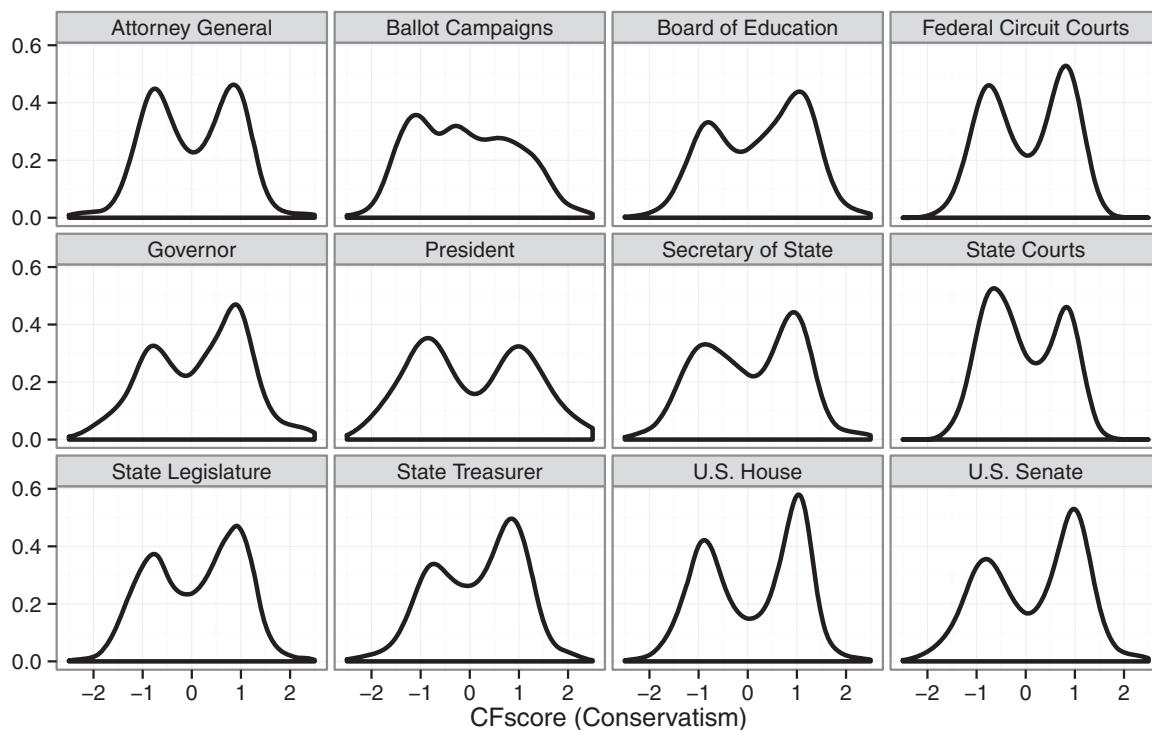 Attorney General Ballot Campaigns Board of Education Federal Circuit Courts
0.6
0.4
0.2
0.0
Governor President Secretary of State State Courts
0.6
0.4
0.2
0.0
State Legislature State Treasurer U.S. House U.S. Senate
0.6
0.4
0.2
0.0
−2 −1 0 1 2 −2 −1 0 1 2 −2 −1 0 1 2 −2 −1 0 1 2
CFscore (Conservatism)